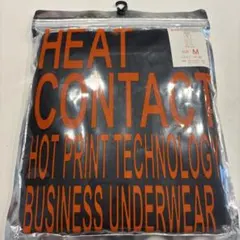 HEAT
CONTACT
HOT PRINT TECHNOLOGY
BUSINESS UNDERWEAR
M